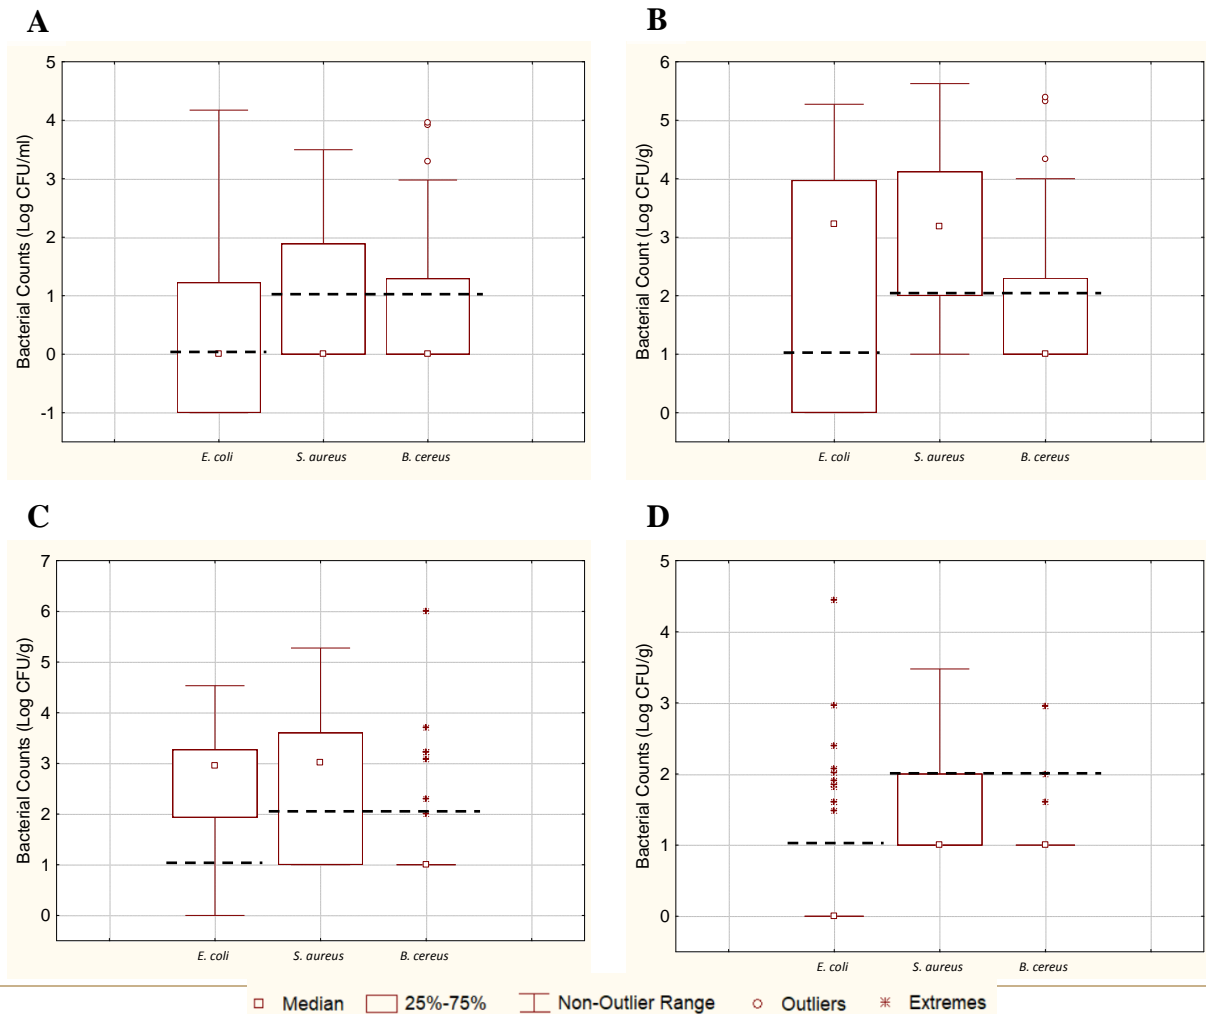 A
Bacterial Counts (Log CFU/ml)
5
4
3
2
1
0
-1
E. coli S. aureus B. cereus
B
Bacterial Count (Log CFU/g)
6
5
4
3
2
1
0
E. coli S. aureus B. cereus
C
Bacterial Counts (Log CFU/g)
7
6
5
4
3
2
1
0
E. coli S. aureus B. cereus
D
Bacterial Counts (Log CFU/g)
5
4
3
2
1
0
E. coli S. aureus B. cereus
Median 25%-75% Non-Outlier Range Outliers Extremes